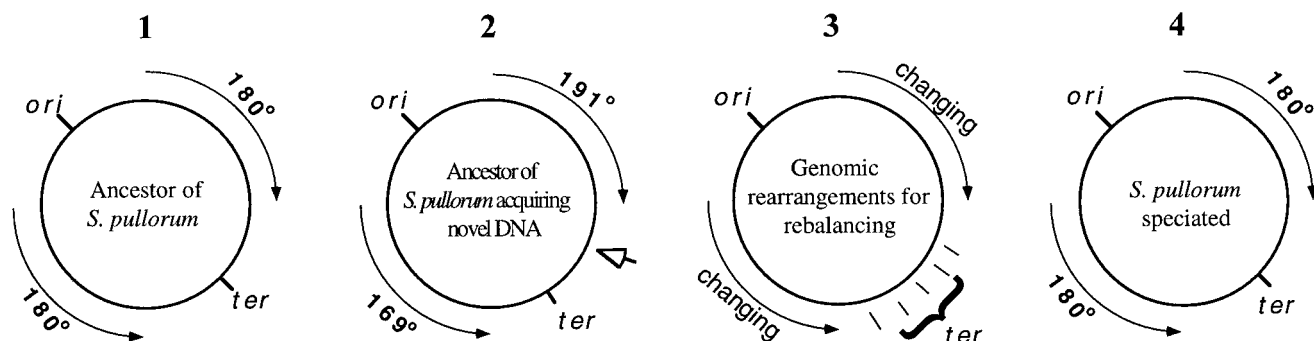 1
180°
ori
Ancestor of
S. pullorum
180°
ter
2
191°
ori
Ancestor of
S. pullorum acquiring
novel DNA
169°
ter
3
changing
ori
Genomic
rearrangements for
rebalancing
changing
ter
4
180°
ori
S. pullorum
speciated
180°
ter